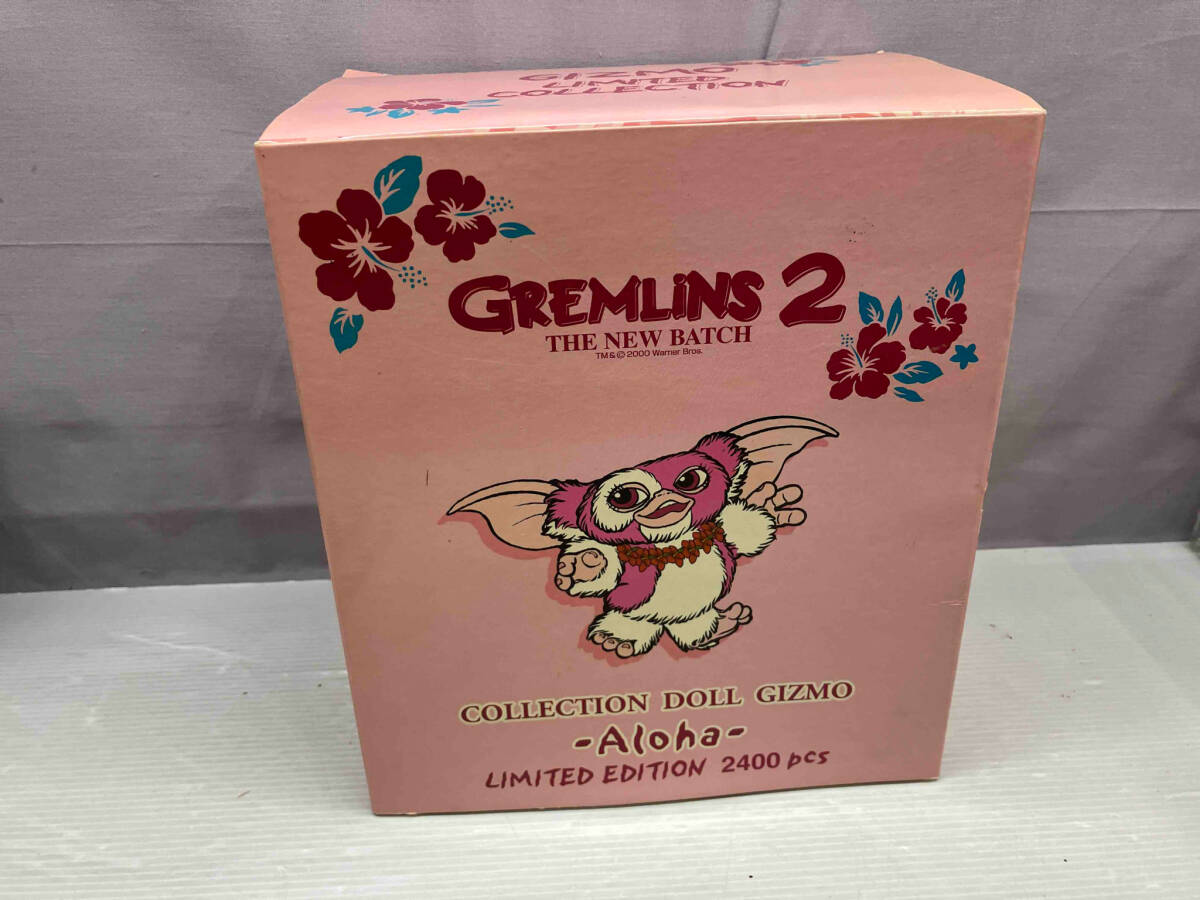 GIZMO
LIMITED
COLLECTION
GREMLiNS 2
THE NEW BATCH
TM & © 2000 Warner Bros.
COLLECTION DOLL GIZMO
-Aloha-
LIMITED EDITION 2400 pcs